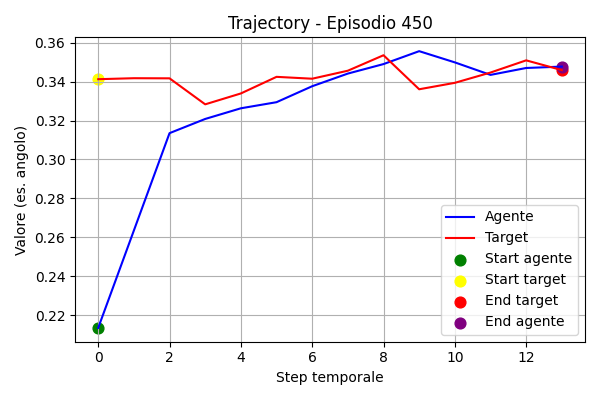 Trajectory - Episodio 450
Valore (es. angolo)
0.36
0.34
0.32
0.30
0.28
0.26
0.24
0.22
0 2 4 6 8 10 12
Step temporale
Agente
Target
Start agente
Start target
End target
End agente